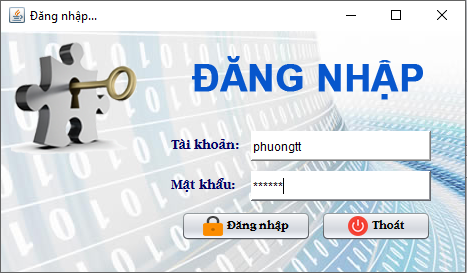 Đăng nhập...
ĐĂNG NHẬP
Tài khoản: phuongtt
Mật khẩu: ******
Đăng nhập Thoát